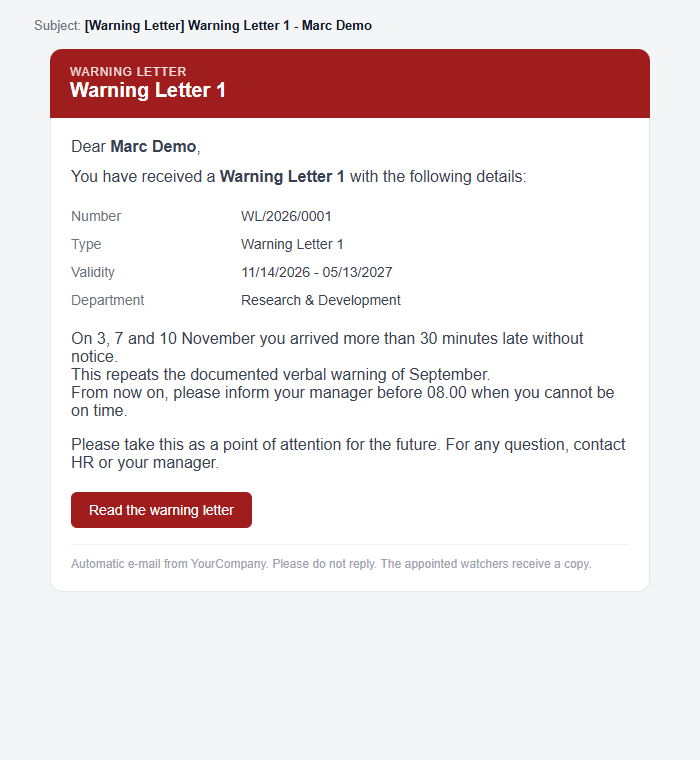 Subject: [Warning Letter] Warning Letter 1 - Marc Demo
WARNING LETTER
Warning Letter 1
Dear Marc Demo,
You have received a Warning Letter 1 with the following details:
Number WL/2026/0001
Type Warning Letter 1
Validity 11/14/2026 - 05/13/2027
Department Research & Development
On 3, 7 and 10 November you arrived more than 30 minutes late without
notice.
This repeats the documented verbal warning of September.
From now on, please inform your manager before 08.00 when you cannot be
on time.
Please take this as a point of attention for the future. For any question, contact
HR or your manager.
Read the warning letter
Automatic e-mail from YourCompany. Please do not reply. The appointed watchers receive a copy.